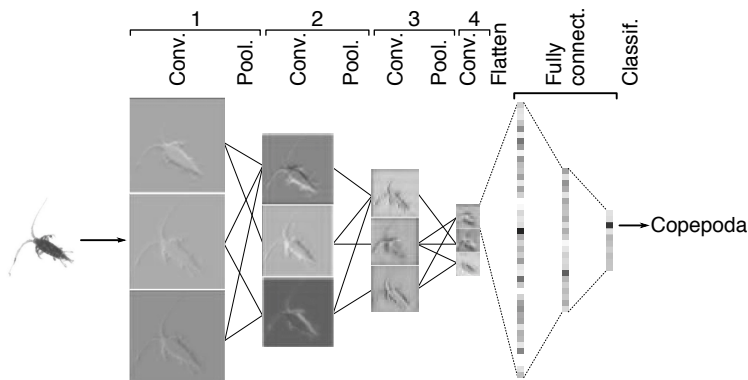 1 2 3 4
Conv. Pool. Conv. Pool. Conv. Pool. Conv. Flatten Fully connect. Classif.
Copepoda